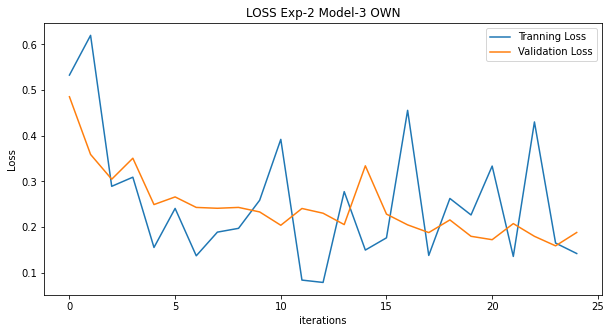 LOSS Exp-2 Model-3 OWN
Tranning Loss
Validation Loss
Loss
0.6
0.5
0.4
0.3
0.2
0.1
0 5 10 15 20 25
iterations